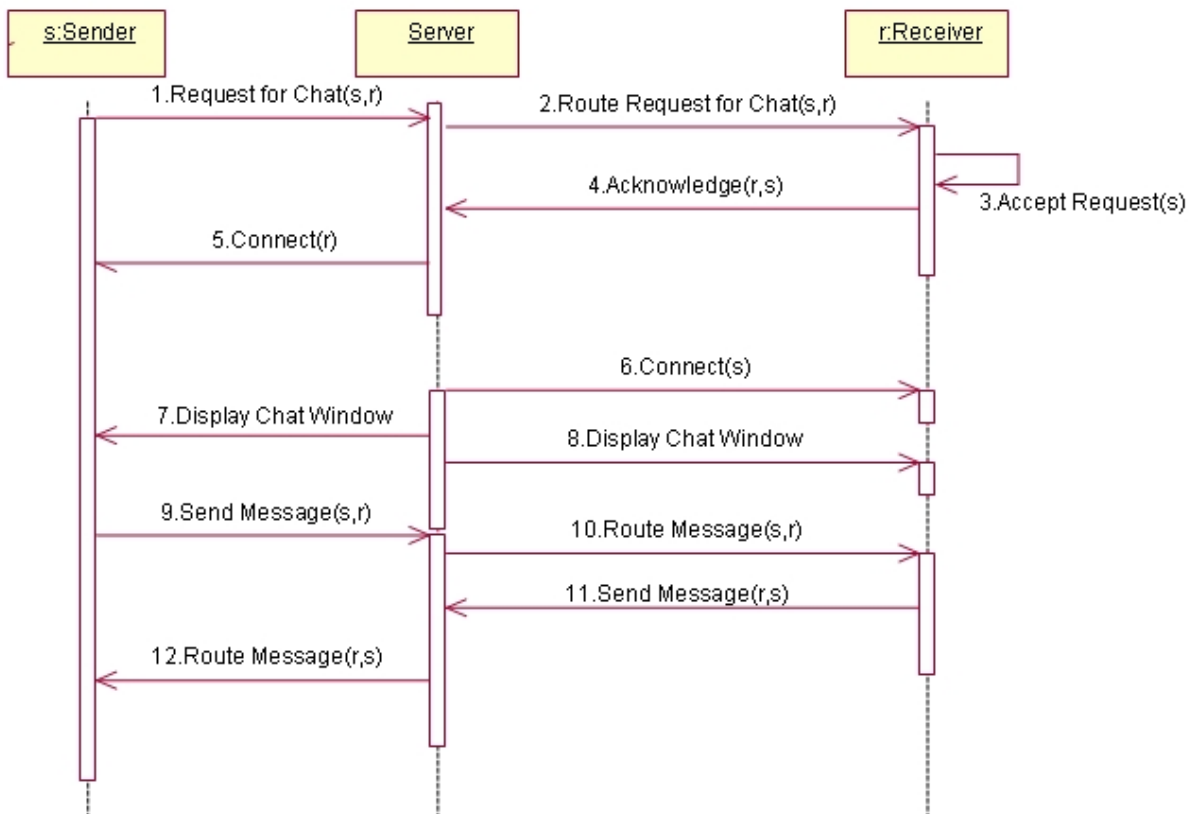 s:Sender
Server
r:Receiver
1.Request for Chat(s,r)
2.Route Request for Chat(s,r)
3.Accept Request(s)
4.Acknowledge(r,s)
5.Connect(r)
6.Connect(s)
7.Display Chat Window
8.Display Chat Window
9.Send Message(s,r)
10.Route Message(s,r)
11.Send Message(r,s)
12.Route Message(r,s)